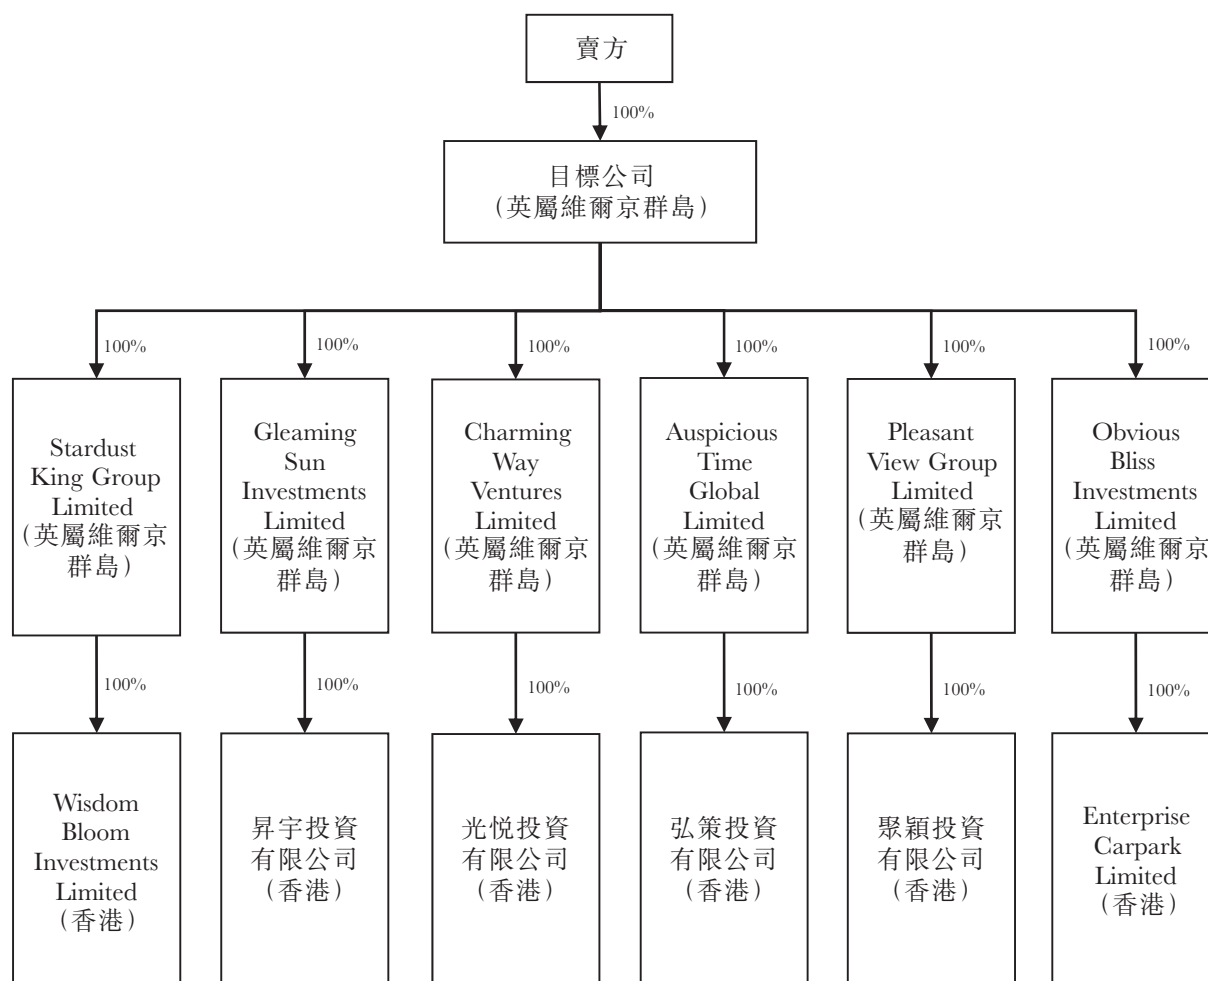 賣方
100%
目標公司
（英屬維爾京群島）
100%
100%
100%
100%
100%
100%
Stardust
King Group
Limited
（英屬維爾京
群島）
Gleaming
Sun
Investments
Limited
（英屬維爾京
群島）
Charming
Way
Ventures
Limited
（英屬維爾京
群島）
Auspicious
Time
Global
Limited
（英屬維爾京
群島）
Pleasant
View Group
Limited
（英屬維爾京
群島）
Obvious
Bliss
Investments
Limited
（英屬維爾京
群島）
100%
100%
100%
100%
100%
100%
Wisdom
Bloom
Investments
Limited
（香港）
昇宇投資
有限公司
（香港）
光悦投資
有限公司
（香港）
弘策投資
有限公司
（香港）
聚穎投資
有限公司
（香港）
Enterprise
Carpark
Limited
（香港）